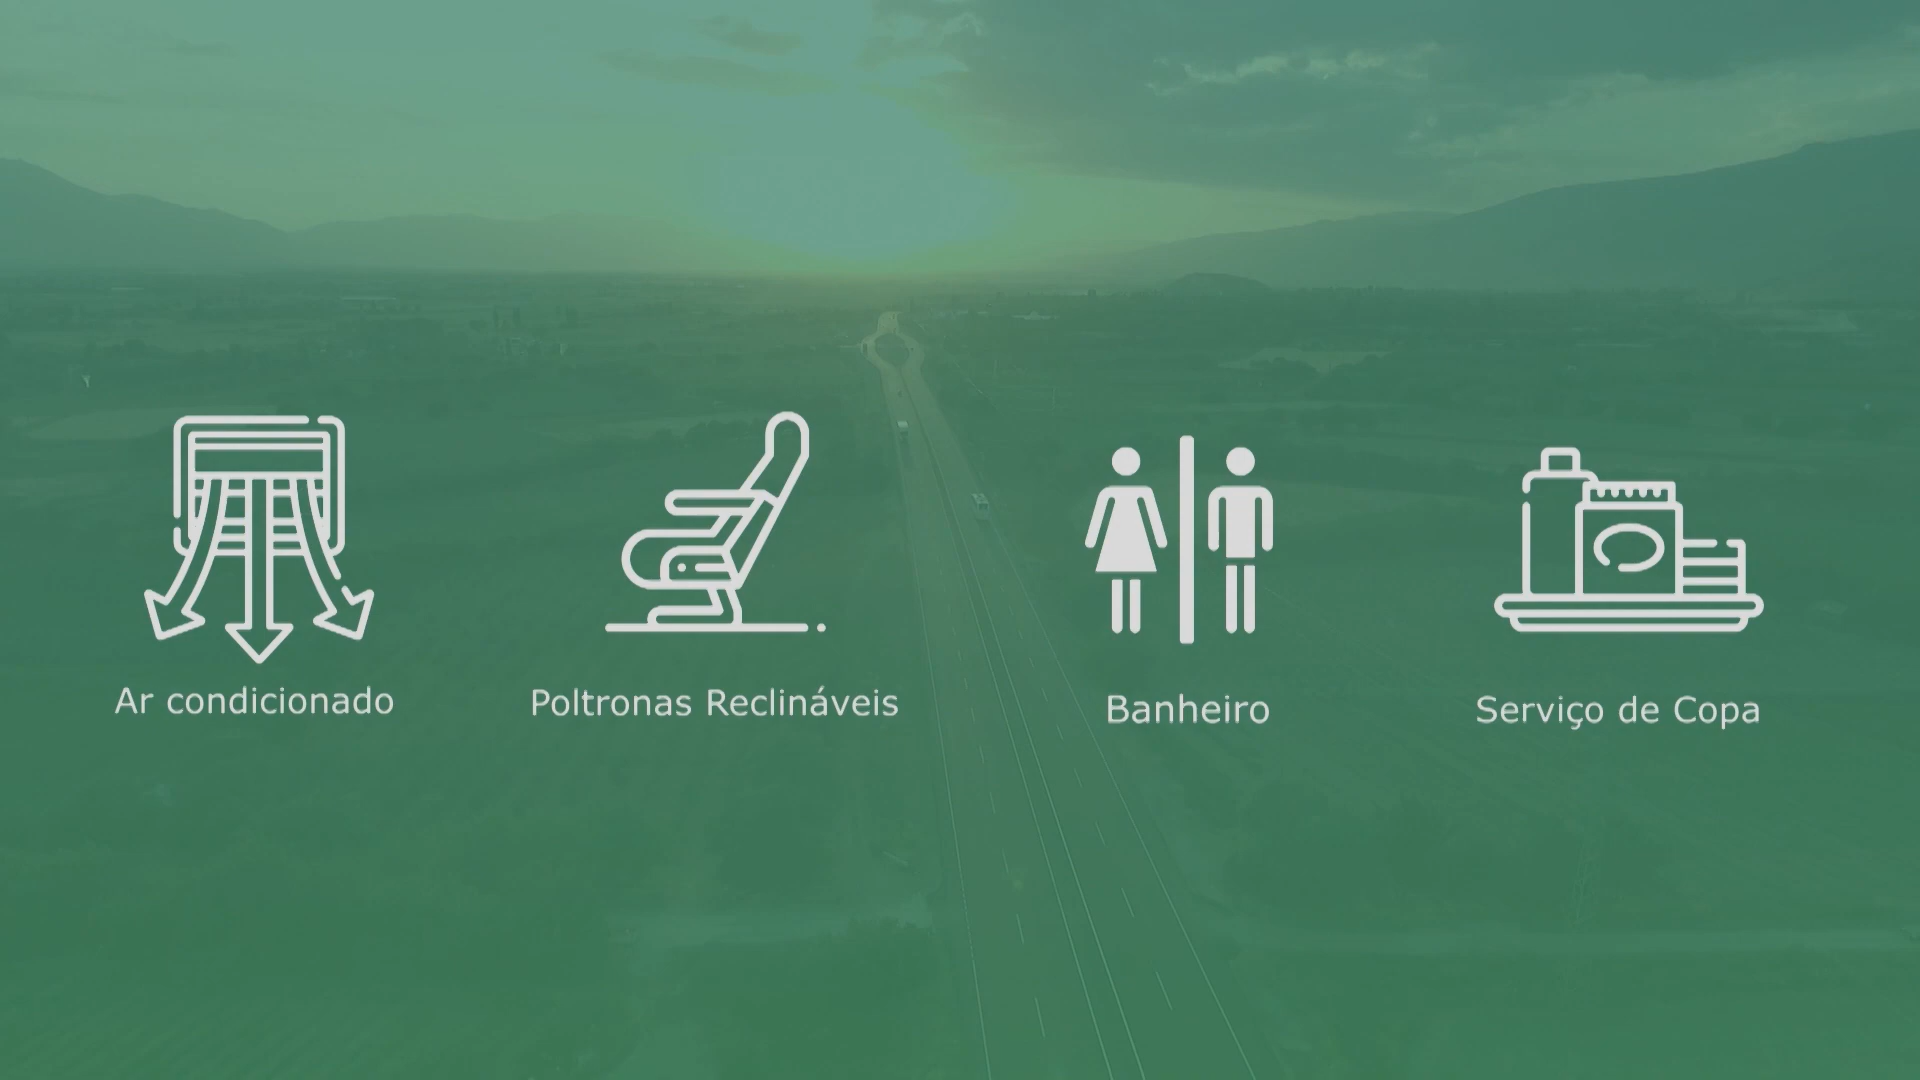 Ar condicionado
Poltronas Reclináveis
Banheiro
Serviço de Copa